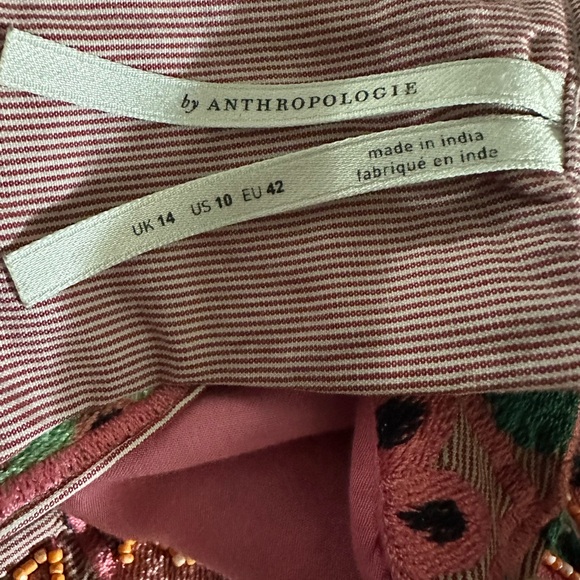 by ANTHROPOLOGIE
UK 14 US 10 EU 42
made in india
fabriqué en inde